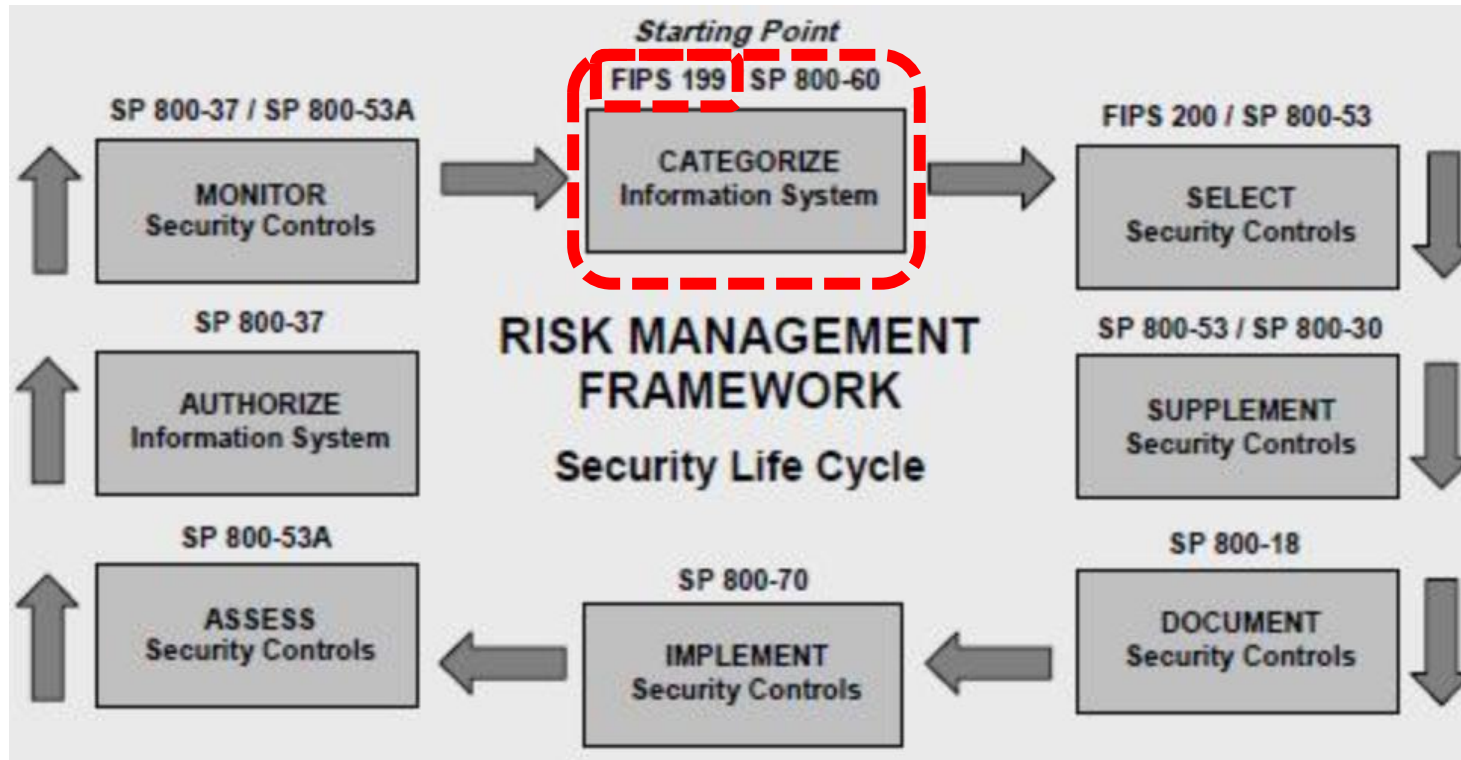 Starting Point
FIPS 199 SP 800-60
CATEGORIZE
Information System
FIPS 200 / SP 800-53
SELECT
Security Controls
SP 800-53 / SP 800-30
SUPPLEMENT
Security Controls
SP 800-18
DOCUMENT
Security Controls
SP 800-70
IMPLEMENT
Security Controls
SP 800-53A
ASSESS
Security Controls
SP 800-37
AUTHORIZE
Information System
SP 800-37 / SP 800-53A
MONITOR
Security Controls
RISK MANAGEMENT
FRAMEWORK
Security Life Cycle